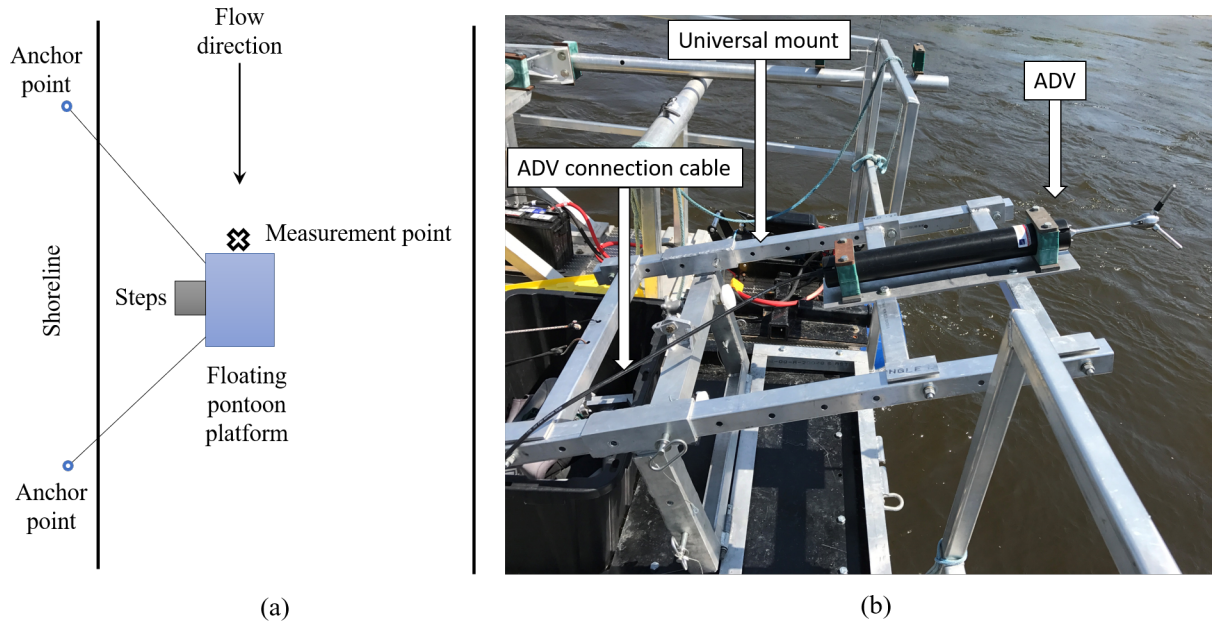 Flow
direction
Anchor
point
Measurement point
Steps
Shoreline
Floating
pontoon
platform
Anchor
point
(a)
Universal mount
ADV
ADV connection cable
NGLE
(b)